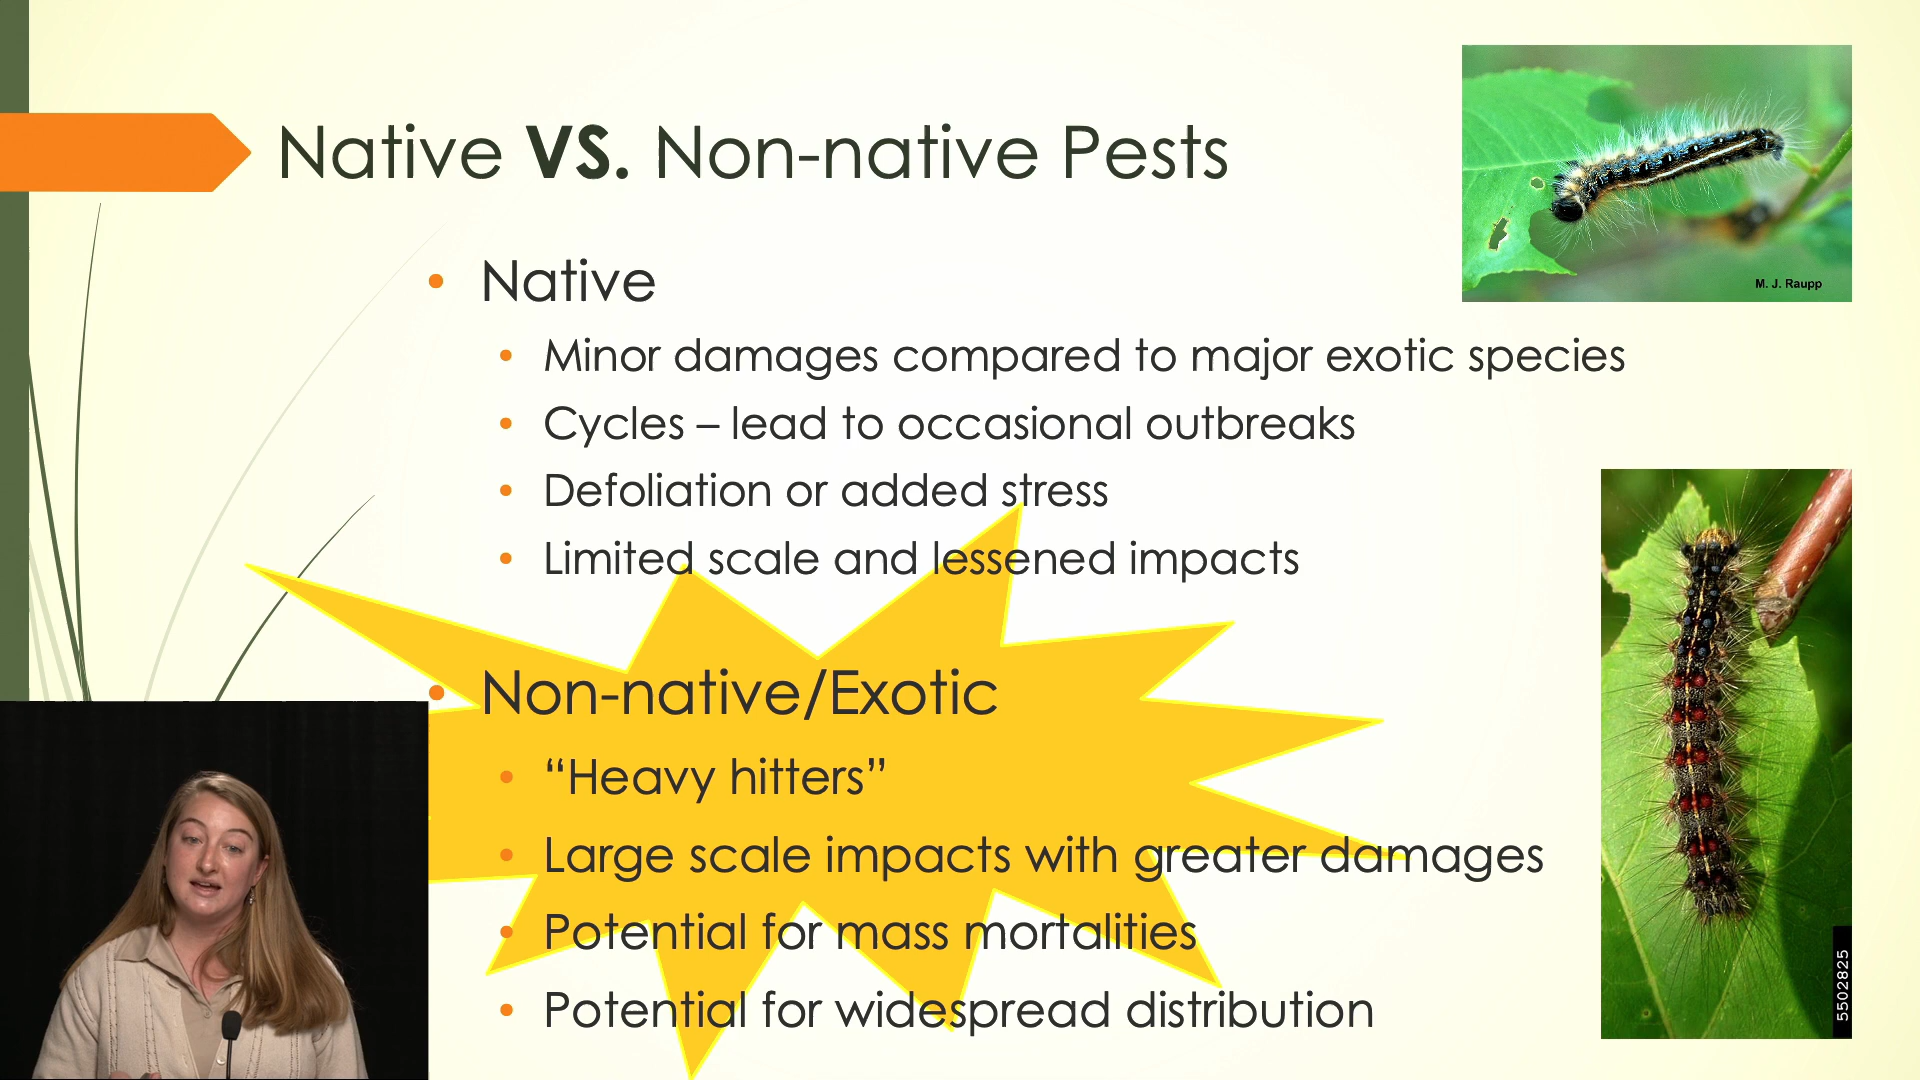 Native VS. Non-native Pests
M. J. Raupp
• Native
• Minor damages compared to major exotic species
• Cycles – lead to occasional outbreaks
• Defoliation or added stress
• Limited scale and lessened impacts
• Non-native/Exotic
• “Heavy hitters”
• Large scale impacts with greater damages
• Potential for mass mortalities
• Potential for widespread distribution
5502825